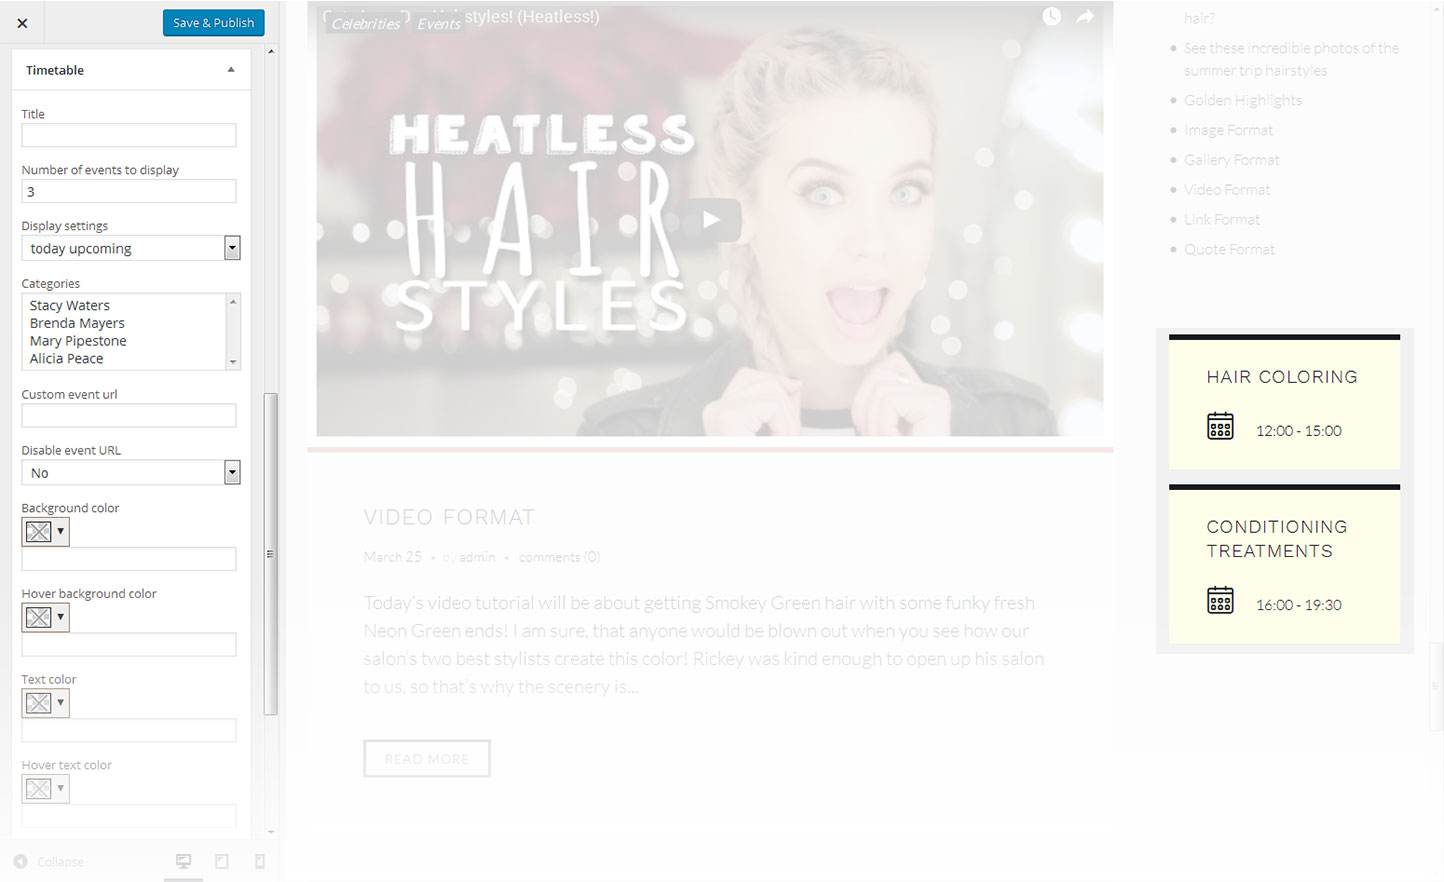 Save & Publish
Timetable
Title
Number of events to display
3
Display settings
today upcoming
Categories
Stacy Waters
Brenda Mayers
Mary Pipestone
Alicia Peace
Custom event url
Disable event URL
No
Background color
Hover background color
Text color
Hover text color
Collapse
styles! (Heatless!)
Celebrities
Events
HEATLESS
HAIR
STYLES
VIDEO FORMAT
March 25 • by admin • comments (0)
Today's video tutorial will be about getting Smokey Green hair with some funky fresh
Neon Green ends! I am sure, that anyone would be blown out when you see how our
salon's two best stylists create this color! Rickey was kind enough to open up his salon
to us, so that's why the scenery is...
READ MORE
hair?
See these incredible photos of the
summer trip hairstyles
Golden Highlights
Image Format
Gallery Format
Video Format
Link Format
Quote Format
HAIR COLORING
12:00 - 15:00
CONDITIONING
TREATMENTS
16:00 - 19:30